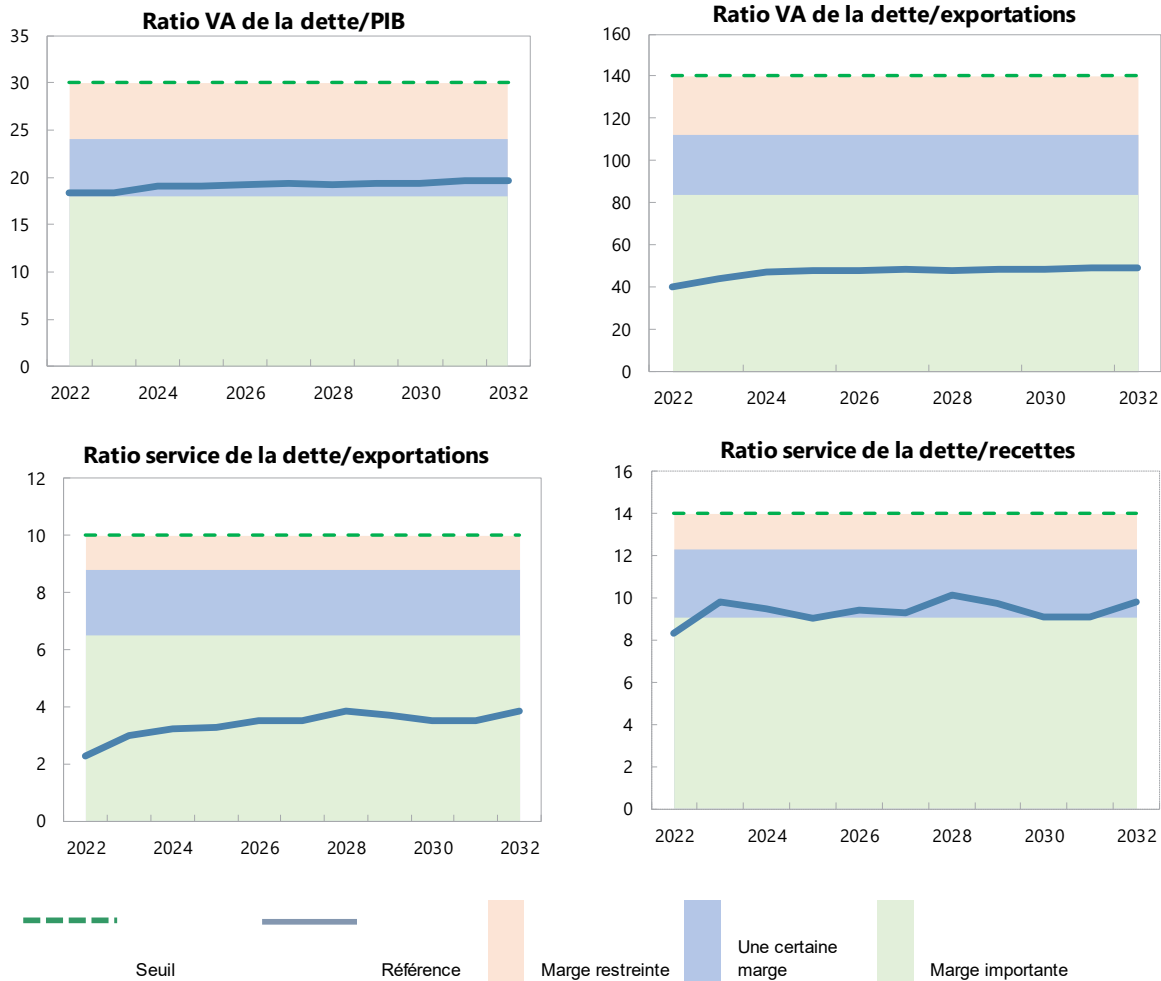 Ratio VA de la dette/PIB
35
30
25
20
15
10
5
0
2022 2024 2026 2028 2030 2032
Ratio VA de la dette/exportations
160
140
120
100
80
60
40
20
0
2022 2024 2026 2028 2030 2032
Ratio service de la dette/exportations
12
10
8
6
4
2
0
2022 2024 2026 2028 2030 2032
Ratio service de la dette/recettes
16
14
12
10
8
6
4
2
0
2022 2024 2026 2028 2030 2032
Seuil
Référence
Marge restreinte
Une certaine
marge
Marge importante